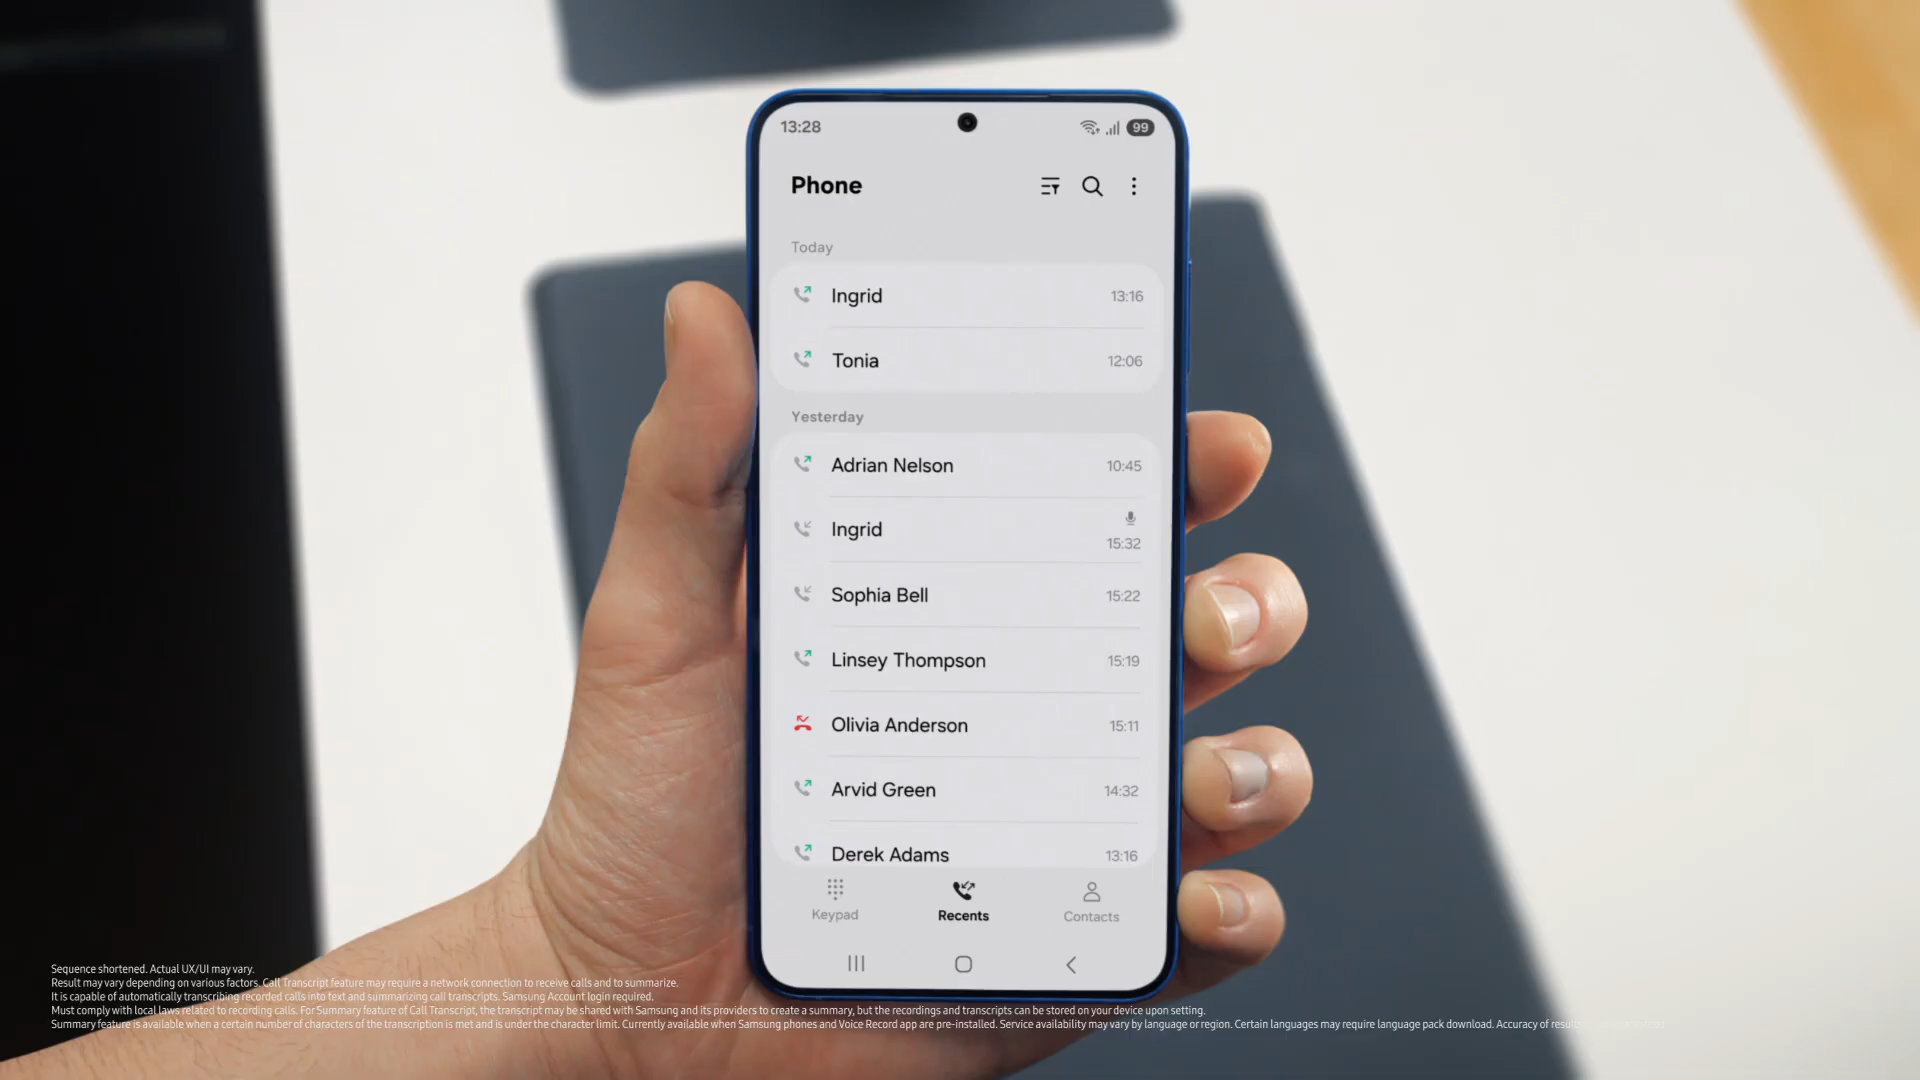 13:28
99
Phone
Today
Ingrid 13:16
Tonia 12:06
Yesterday
Adrian Nelson 10:45
Ingrid 15:32
Sophia Bell 15:22
Linsey Thompson 15:19
Olivia Anderson 15:11
Arvid Green 14:32
Derek Adams 13:16
Keypad Recents Contacts
Sequence shortened. Actual UX/UI may vary.
Result may vary depending on various factors. Call Transcript feature may require a network connection to receive calls and to summarize.
It is capable of automatically transcribing recorded calls into text and summarizing call transcripts. Samsung Account login required.
Must comply with local laws related to recording calls. For Summary feature of Call Transcript, the transcript may be shared with Samsung and its providers to create a summary, but the recordings and transcripts can be stored on your device upon setting.
Summary feature is available when a certain number of characters of the transcription is met and is under the character limit. Currently available when Samsung phones and Voice Record app are pre-installed. Service availability may vary by language or region. Certain languages may require language pack download. Accuracy of